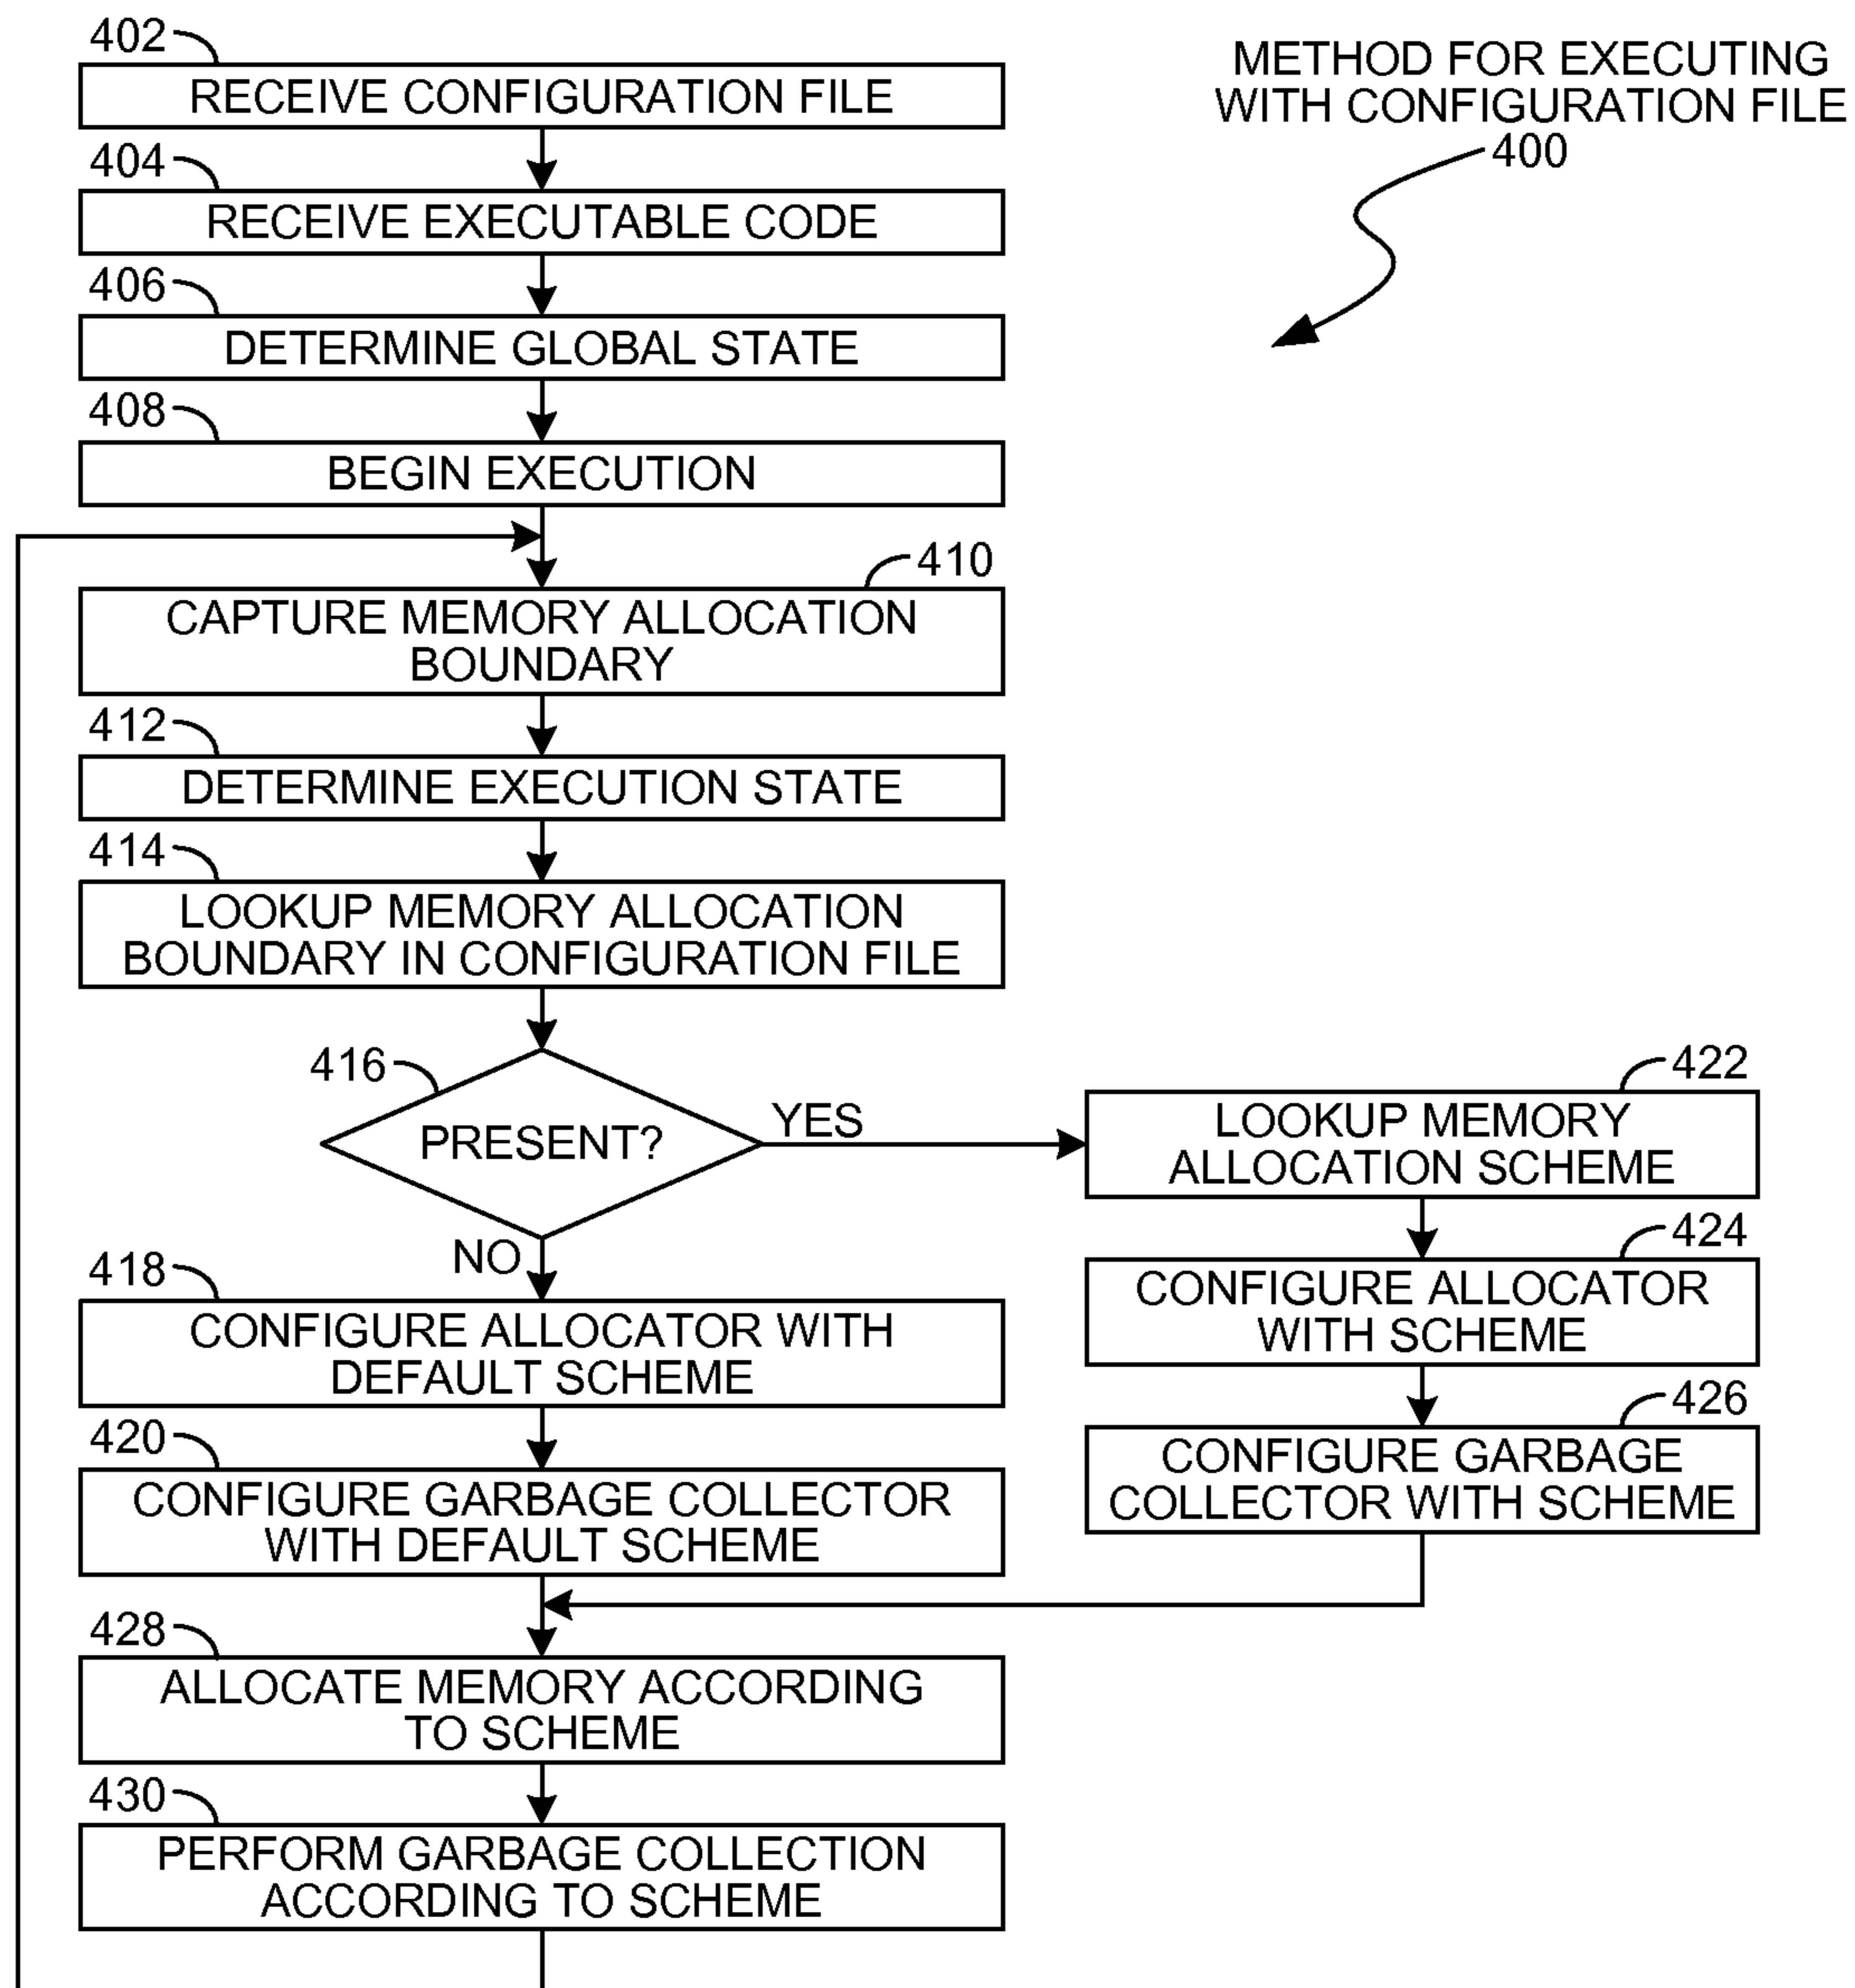 402
RECEIVE CONFIGURATION FILE
METHOD FOR EXECUTING
WITH CONFIGURATION FILE
400
404
RECEIVE EXECUTABLE CODE
406
DETERMINE GLOBAL STATE
408
BEGIN EXECUTION
410
CAPTURE MEMORY ALLOCATION
BOUNDARY
412
DETERMINE EXECUTION STATE
414
LOOKUP MEMORY ALLOCATION
BOUNDARY IN CONFIGURATION FILE
416
PRESENT?
YES
NO
422
LOOKUP MEMORY
ALLOCATION SCHEME
424
CONFIGURE ALLOCATOR
WITH SCHEME
426
CONFIGURE GARBAGE
COLLECTOR WITH SCHEME
418
CONFIGURE ALLOCATOR WITH
DEFAULT SCHEME
420
CONFIGURE GARBAGE COLLECTOR
WITH DEFAULT SCHEME
428
ALLOCATE MEMORY ACCORDING
TO SCHEME
430
PERFORM GARBAGE COLLECTION
ACCORDING TO SCHEME